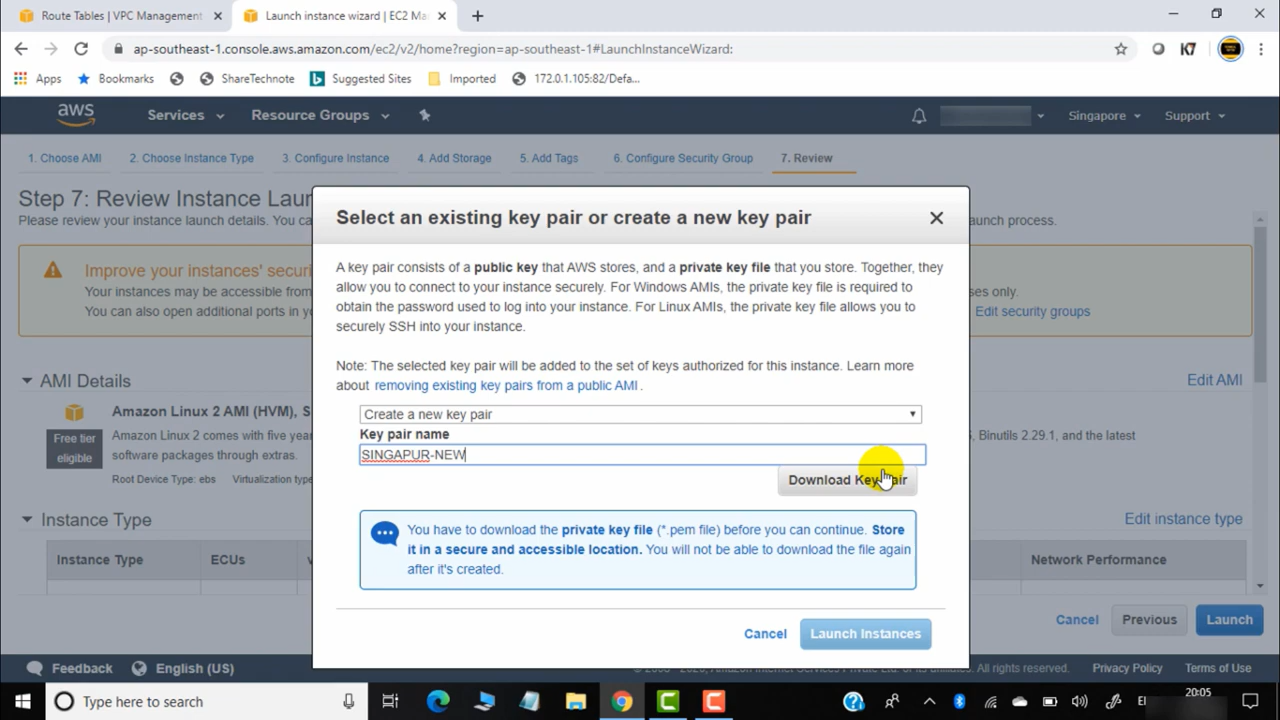 Route Tables | VPC Management
Launch instance wizard | EC2 Ma
ap-southeast-1.console.aws.amazon.com/ec2/v2/home?region=ap-southeast-1#LaunchInstanceWizard:
K7
Apps Bookmarks ShareTechnote Suggested Sites Imported 172.0.1.105:82/Defa...
aws Services Resource Groups Singapore Support
1. Choose AMI 2. Choose Instance Type 3. Configure Instance 4. Add Storage 5. Add Tags 6. Configure Security Group 7. Review
Step 7: Review Instance Laun
Please review your instance launch details. You ca
aunch process.
Select an existing key pair or create a new key pair
A key pair consists of a public key that AWS stores, and a private key file that you store. Together, they
allow you to connect to your instance securely. For Windows AMIs, the private key file is required to
obtain the password used to log into your instance. For Linux AMIs, the private key file allows you to
securely SSH into your instance.
Note: The selected key pair will be added to the set of keys authorized for this instance. Learn more
about removing existing key pairs from a public AMI .
Create a new key pair
Key pair name
SINGAPUR-NEW
Download Key Pair
You have to download the private key file (*.pem file) before you can continue. Store
it in a secure and accessible location. You will not be able to download the file again
after it's created.
Cancel Launch Instances
Improve your instances' securi
Your instances may be accessible from
ses only.
You can also open additional ports in y
Edit security groups
AMI Details
Edit AMI
Amazon Linux 2 AMI (HVM), S
Free tier
eligible
Amazon Linux 2 comes with five year
, Binutils 2.29.1, and the latest
software packages through extras.
Root Device Type: ebs Virtualization type
Instance Type
Edit instance type
Instance Type ECUs v Network Performance
Cancel Previous Launch
Feedback English (US)
All rights reserved. Privacy Policy Terms of Use
Type here to search
20:05